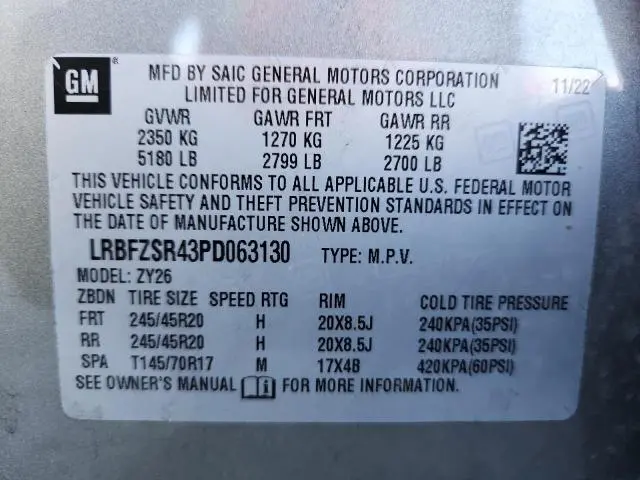 GM ®
MFD BY SAIC GENERAL MOTORS CORPORATION 11/22
LIMITED FOR GENERAL MOTORS LLC
GVWR GAWR FRT GAWR RR
2350 KG 1270 KG 1225 KG
5180 LB 2799 LB 2700 LB
THIS VEHICLE CONFORMS TO ALL APPLICABLE U.S. FEDERAL MOTOR
VEHICLE SAFETY AND THEFT PREVENTION STANDARDS IN EFFECT ON
THE DATE OF MANUFACTURE SHOWN ABOVE.
LRBFZSR43PD063130 TYPE: M.P.V.
MODEL: ZY26
ZBDN TIRE SIZE SPEED RTG RIM COLD TIRE PRESSURE
FRT 245/45R20 H 20X8.5J 240KPA(35PSI)
RR 245/45R20 H 20X8.5J 240KPA(35PSI)
SPA T145/70R17 M 17X4B 420KPA(60PSI)
SEE OWNER'S MANUAL FOR MORE INFORMATION.